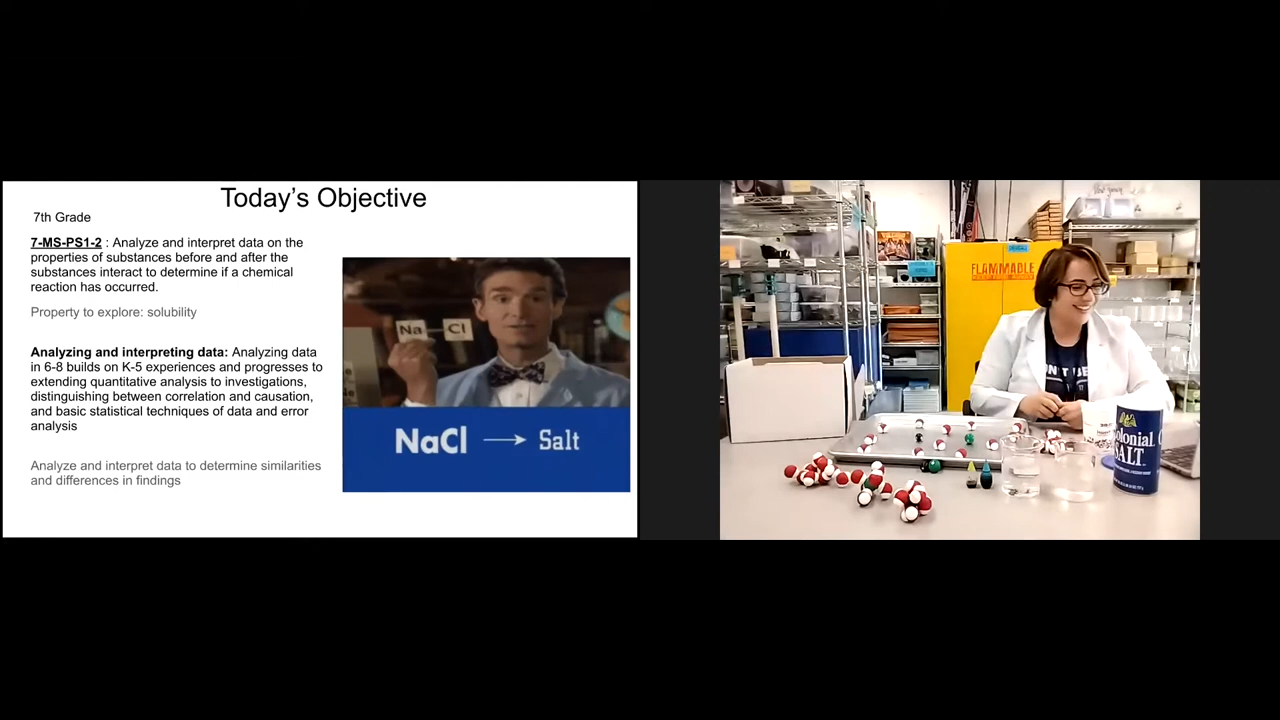 Today's Objective
7th Grade
7-MS-PS1-2 : Analyze and interpret data on the
properties of substances before and after the
substances interact to determine if a chemical
reaction has occurred.
Property to explore: solubility
Analyzing and interpreting data: Analyzing data
in 6-8 builds on K-5 experiences and progresses to
extending quantitative analysis to investigations,
distinguishing between correlation and causation,
and basic statistical techniques of data and error
analysis
Analyze and interpret data to determine similarities
and differences in findings
Na Cl
NaCl → Salt
FLAMMABLE
Colonial
SALT